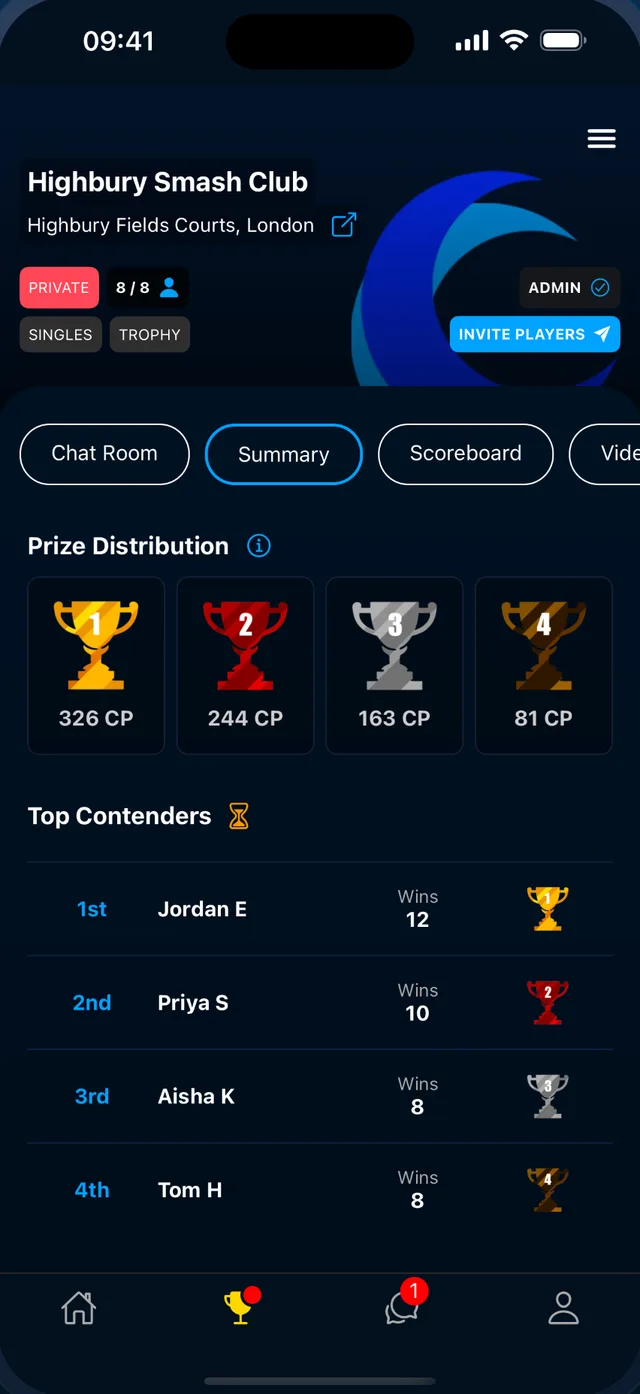 09:41
Highbury Smash Club
Highbury Fields Courts, London
PRIVATE 8 / 8 ADMIN
SINGLES TROPHY INVITE PLAYERS
Chat Room Summary Scoreboard Vide
Prize Distribution
1 2 3 4
326 CP 244 CP 163 CP 81 CP
Top Contenders
1st Jordan E Wins 12 1
2nd Priya S Wins 10 2
3rd Aisha K Wins 8 3
4th Tom H Wins 8 4
1